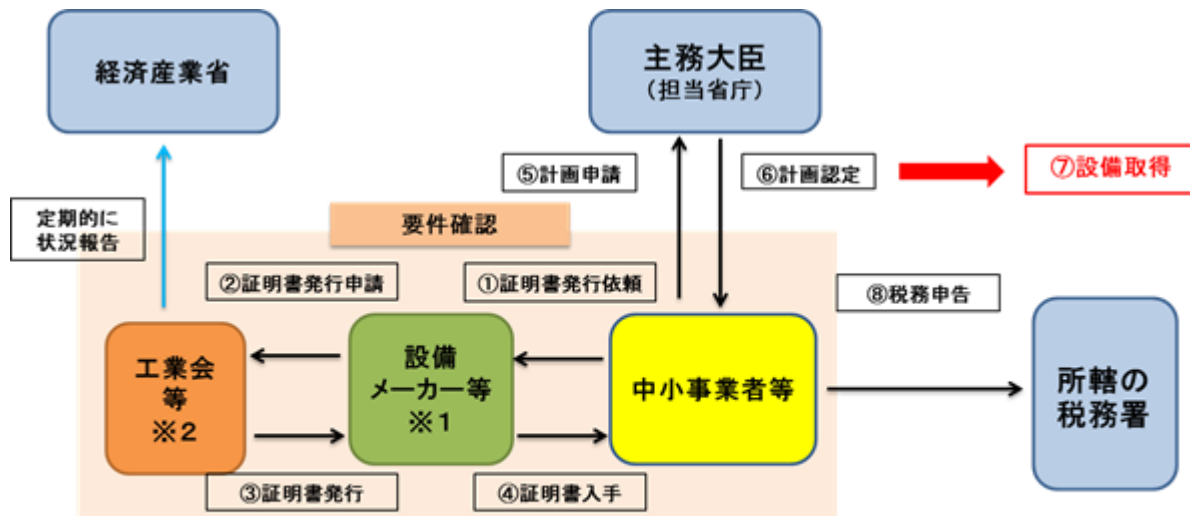 経済産業省
主務大臣
（担当省庁）
⑤計画申請
⑥計画認定
⑦設備取得
定期的に
状況報告
要件確認
②証明書発行申請
①証明書発行依頼
⑧税務申告
工業会
等
※２
設備
メーカー等
※１
中小事業者等
所轄の
税務署
③証明書発行
④証明書入手